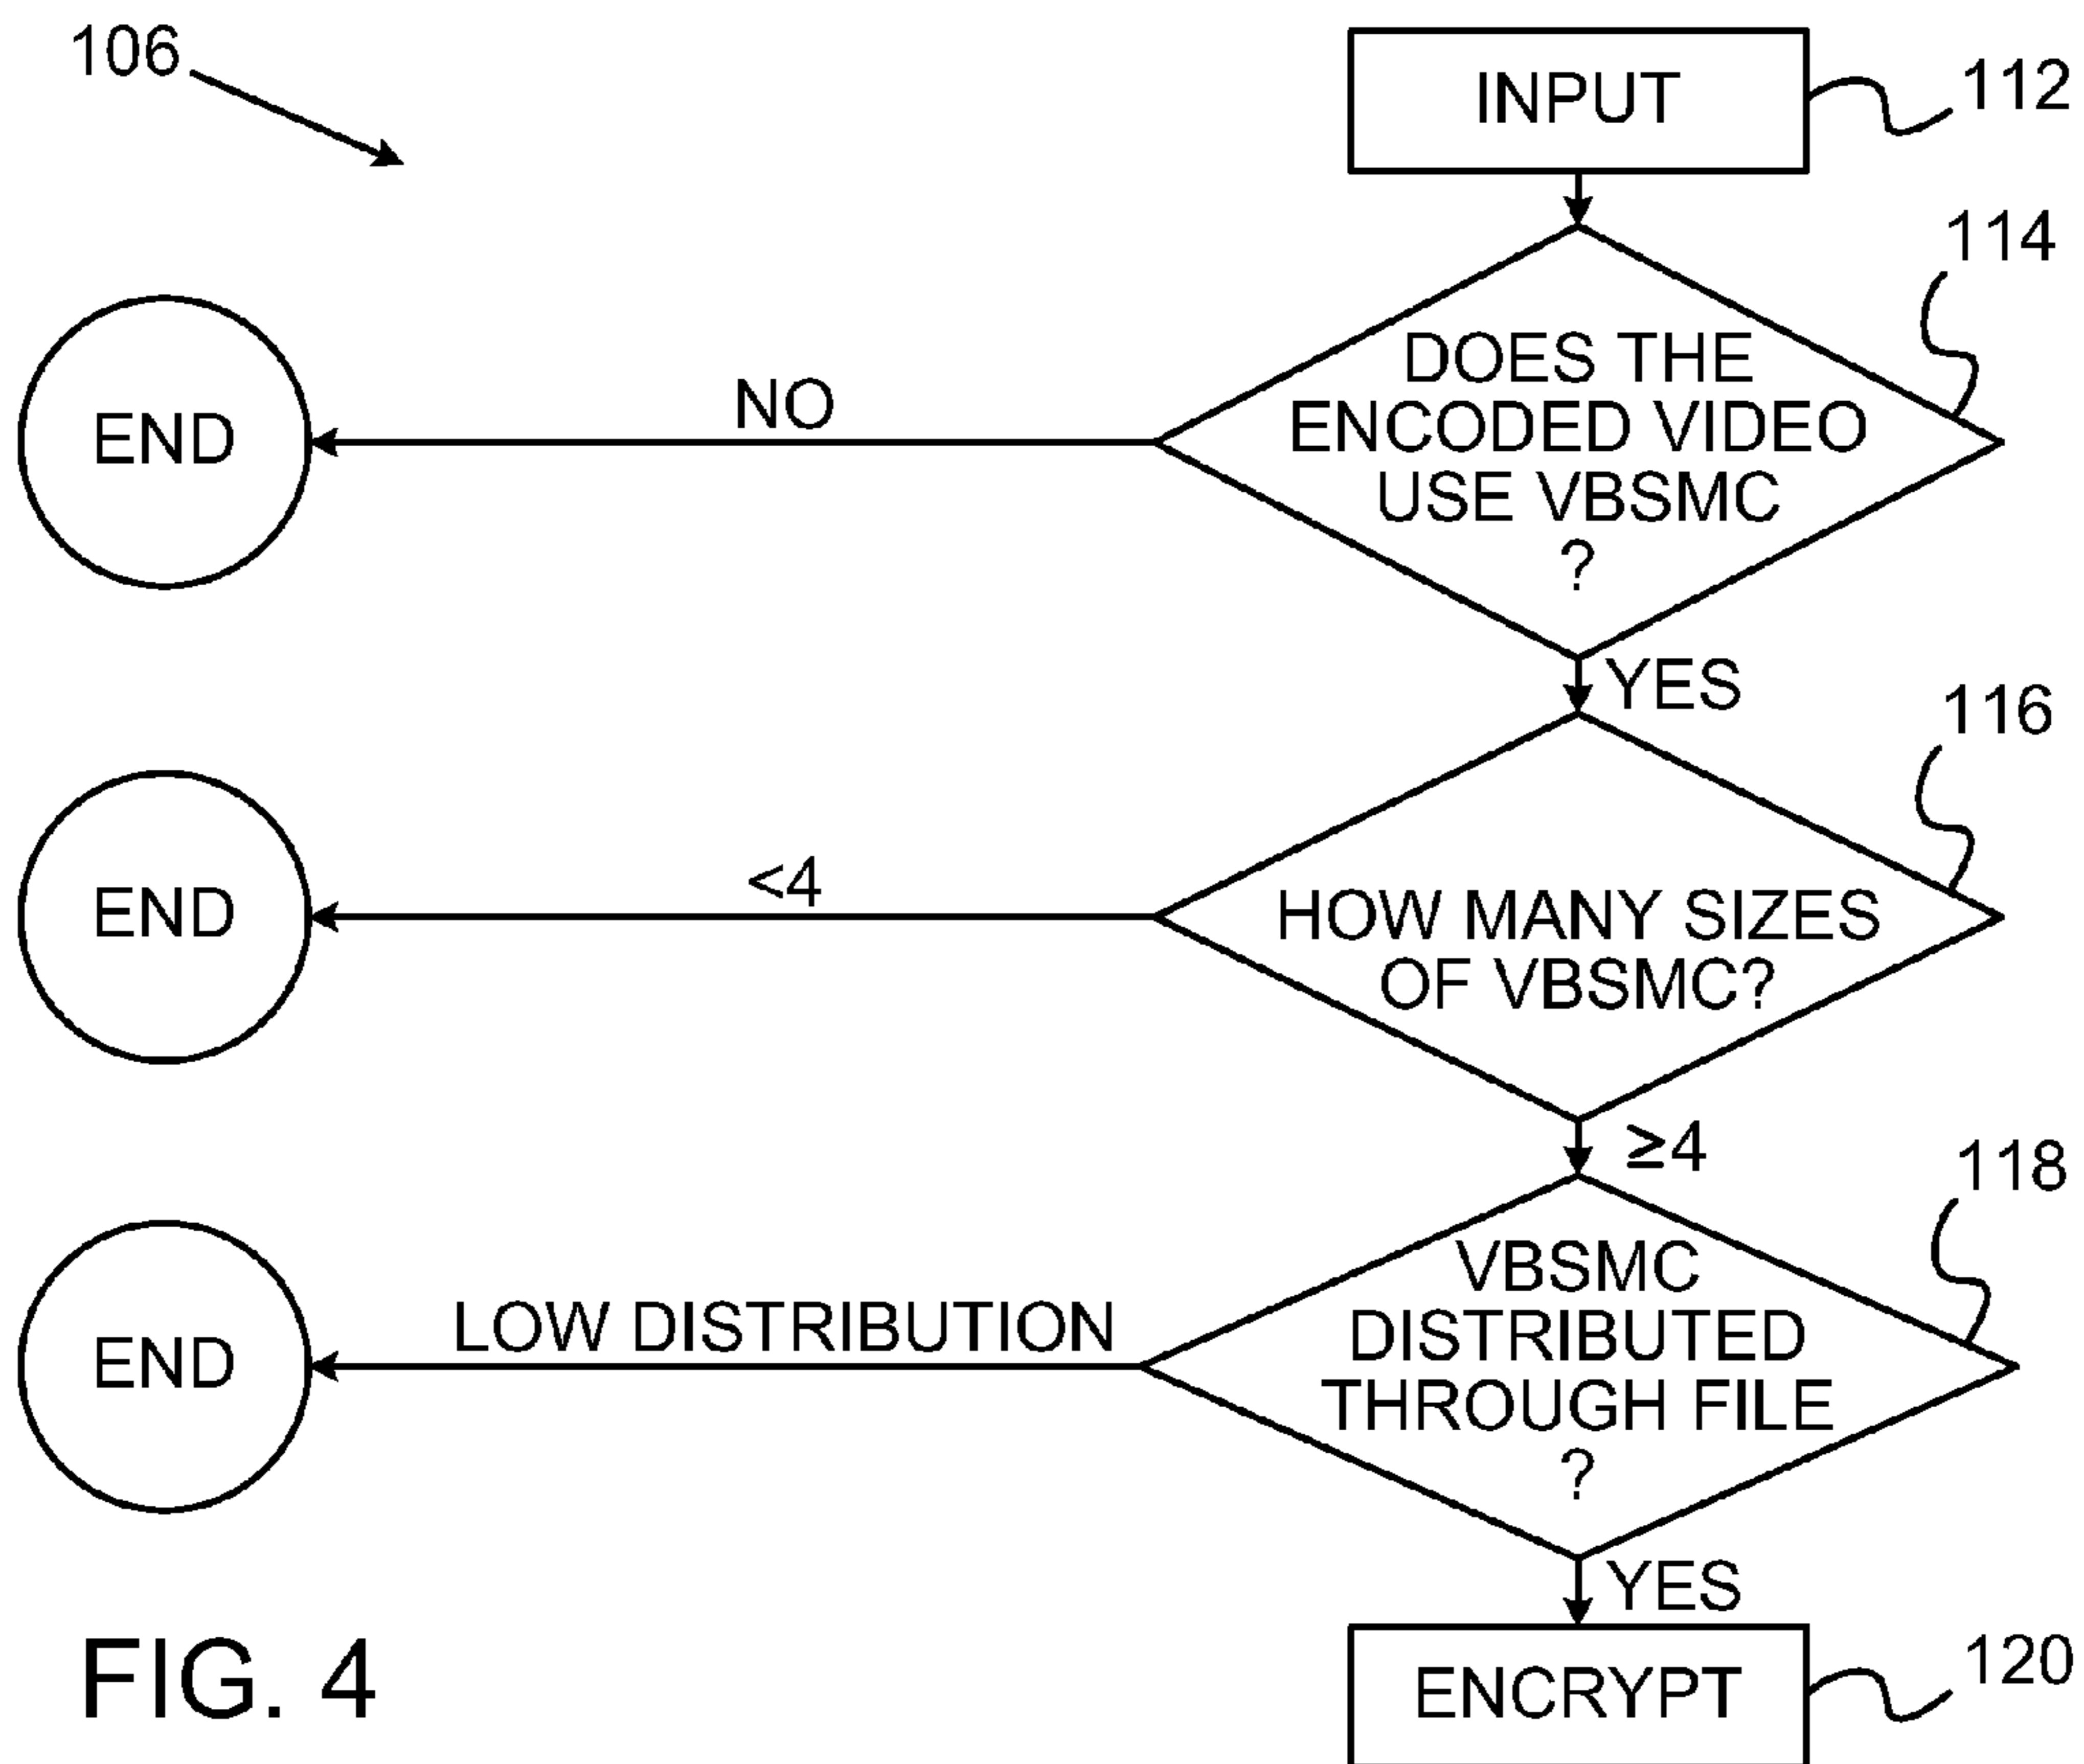 106
INPUT
112
114
DOES THE
ENCODED VIDEO
USE VBSMC
?
NO
END
YES
116
HOW MANY SIZES
OF VBSMC?
<4
END
≥4
118
VBSMC
DISTRIBUTED
THROUGH FILE
?
LOW DISTRIBUTION
END
YES
ENCRYPT
120
FIG. 4